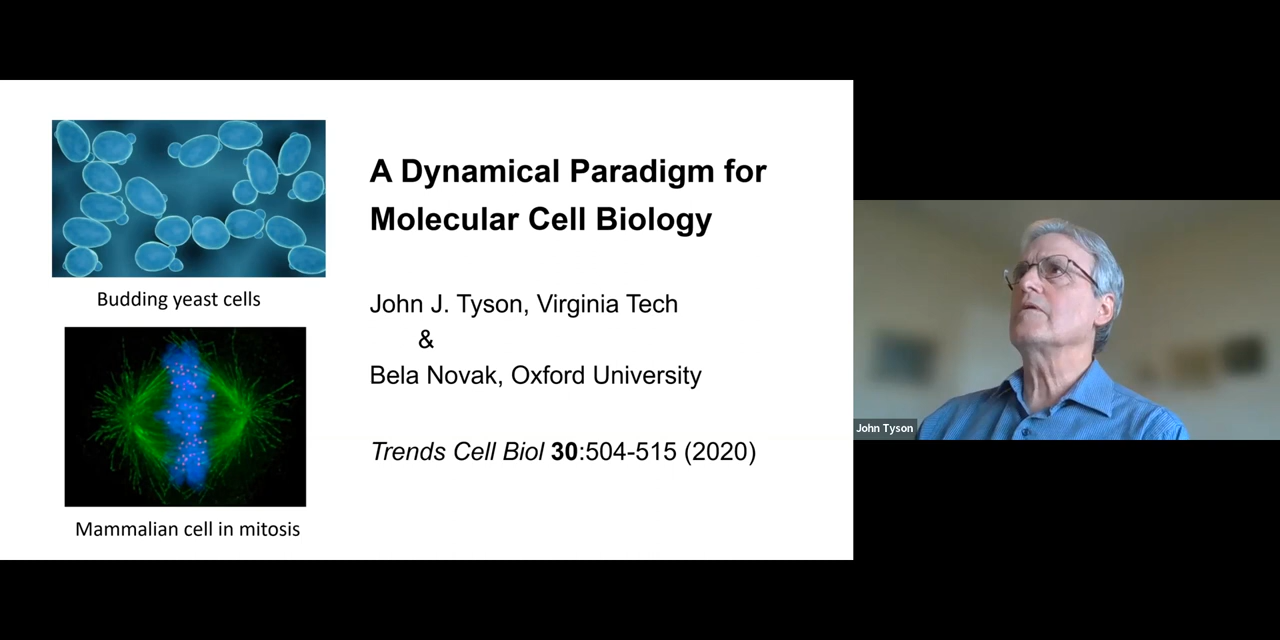 A Dynamical Paradigm for
Molecular Cell Biology
Budding yeast cells
John J. Tyson, Virginia Tech
&
Bela Novak, Oxford University
Trends Cell Biol 30:504-515 (2020)
Mammalian cell in mitosis
John Tyson